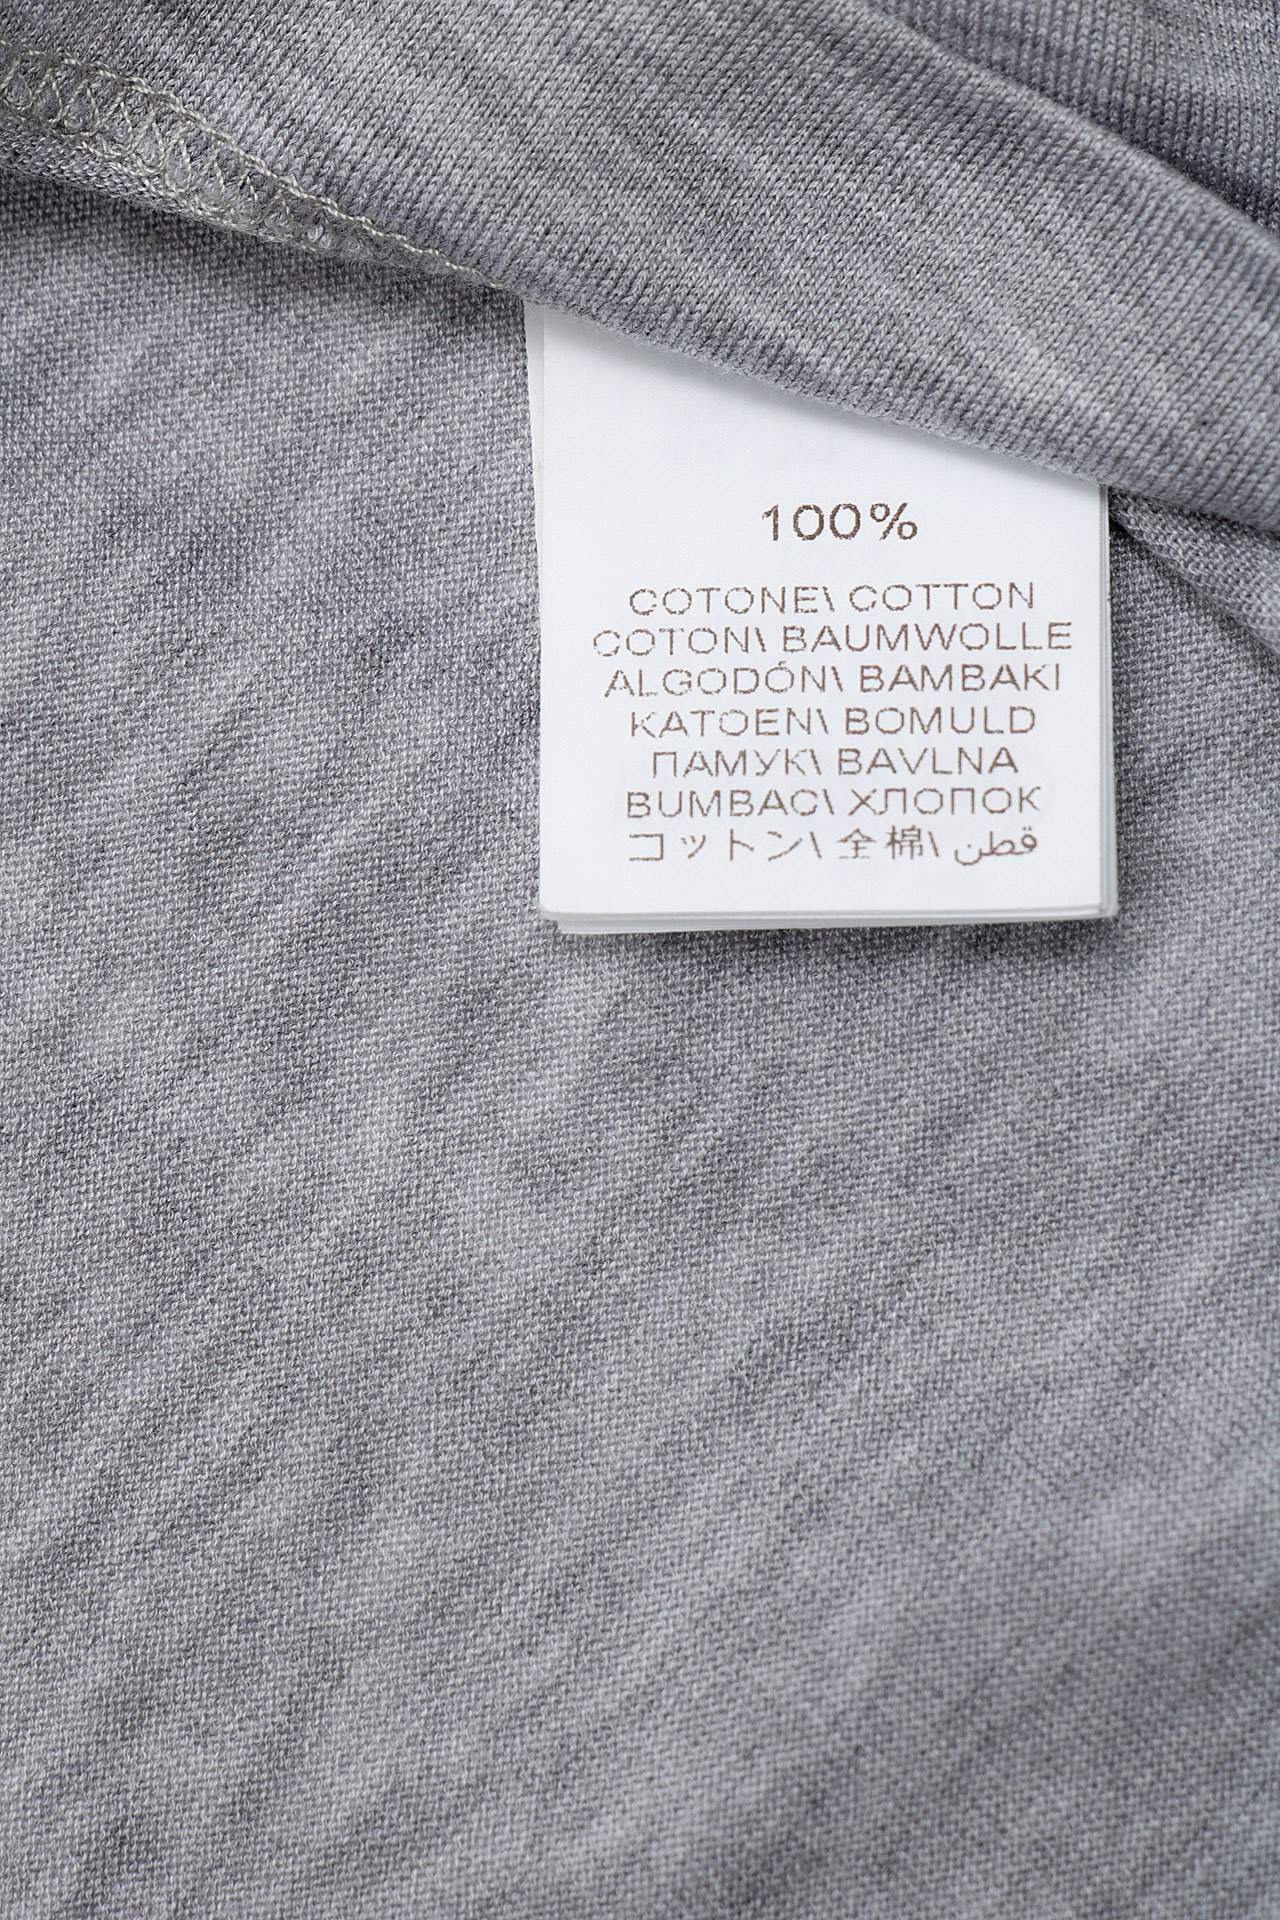 100%
COTONE\ COTTON
COTON\ BAUMWOLLE
ALGODÓN\ BAMBAKI
KATOEN\ BOMULD
ПАМУК\ BAVLNA
BUMBAC\ ХЛОПОК
コットン\ 全棉\ قطن